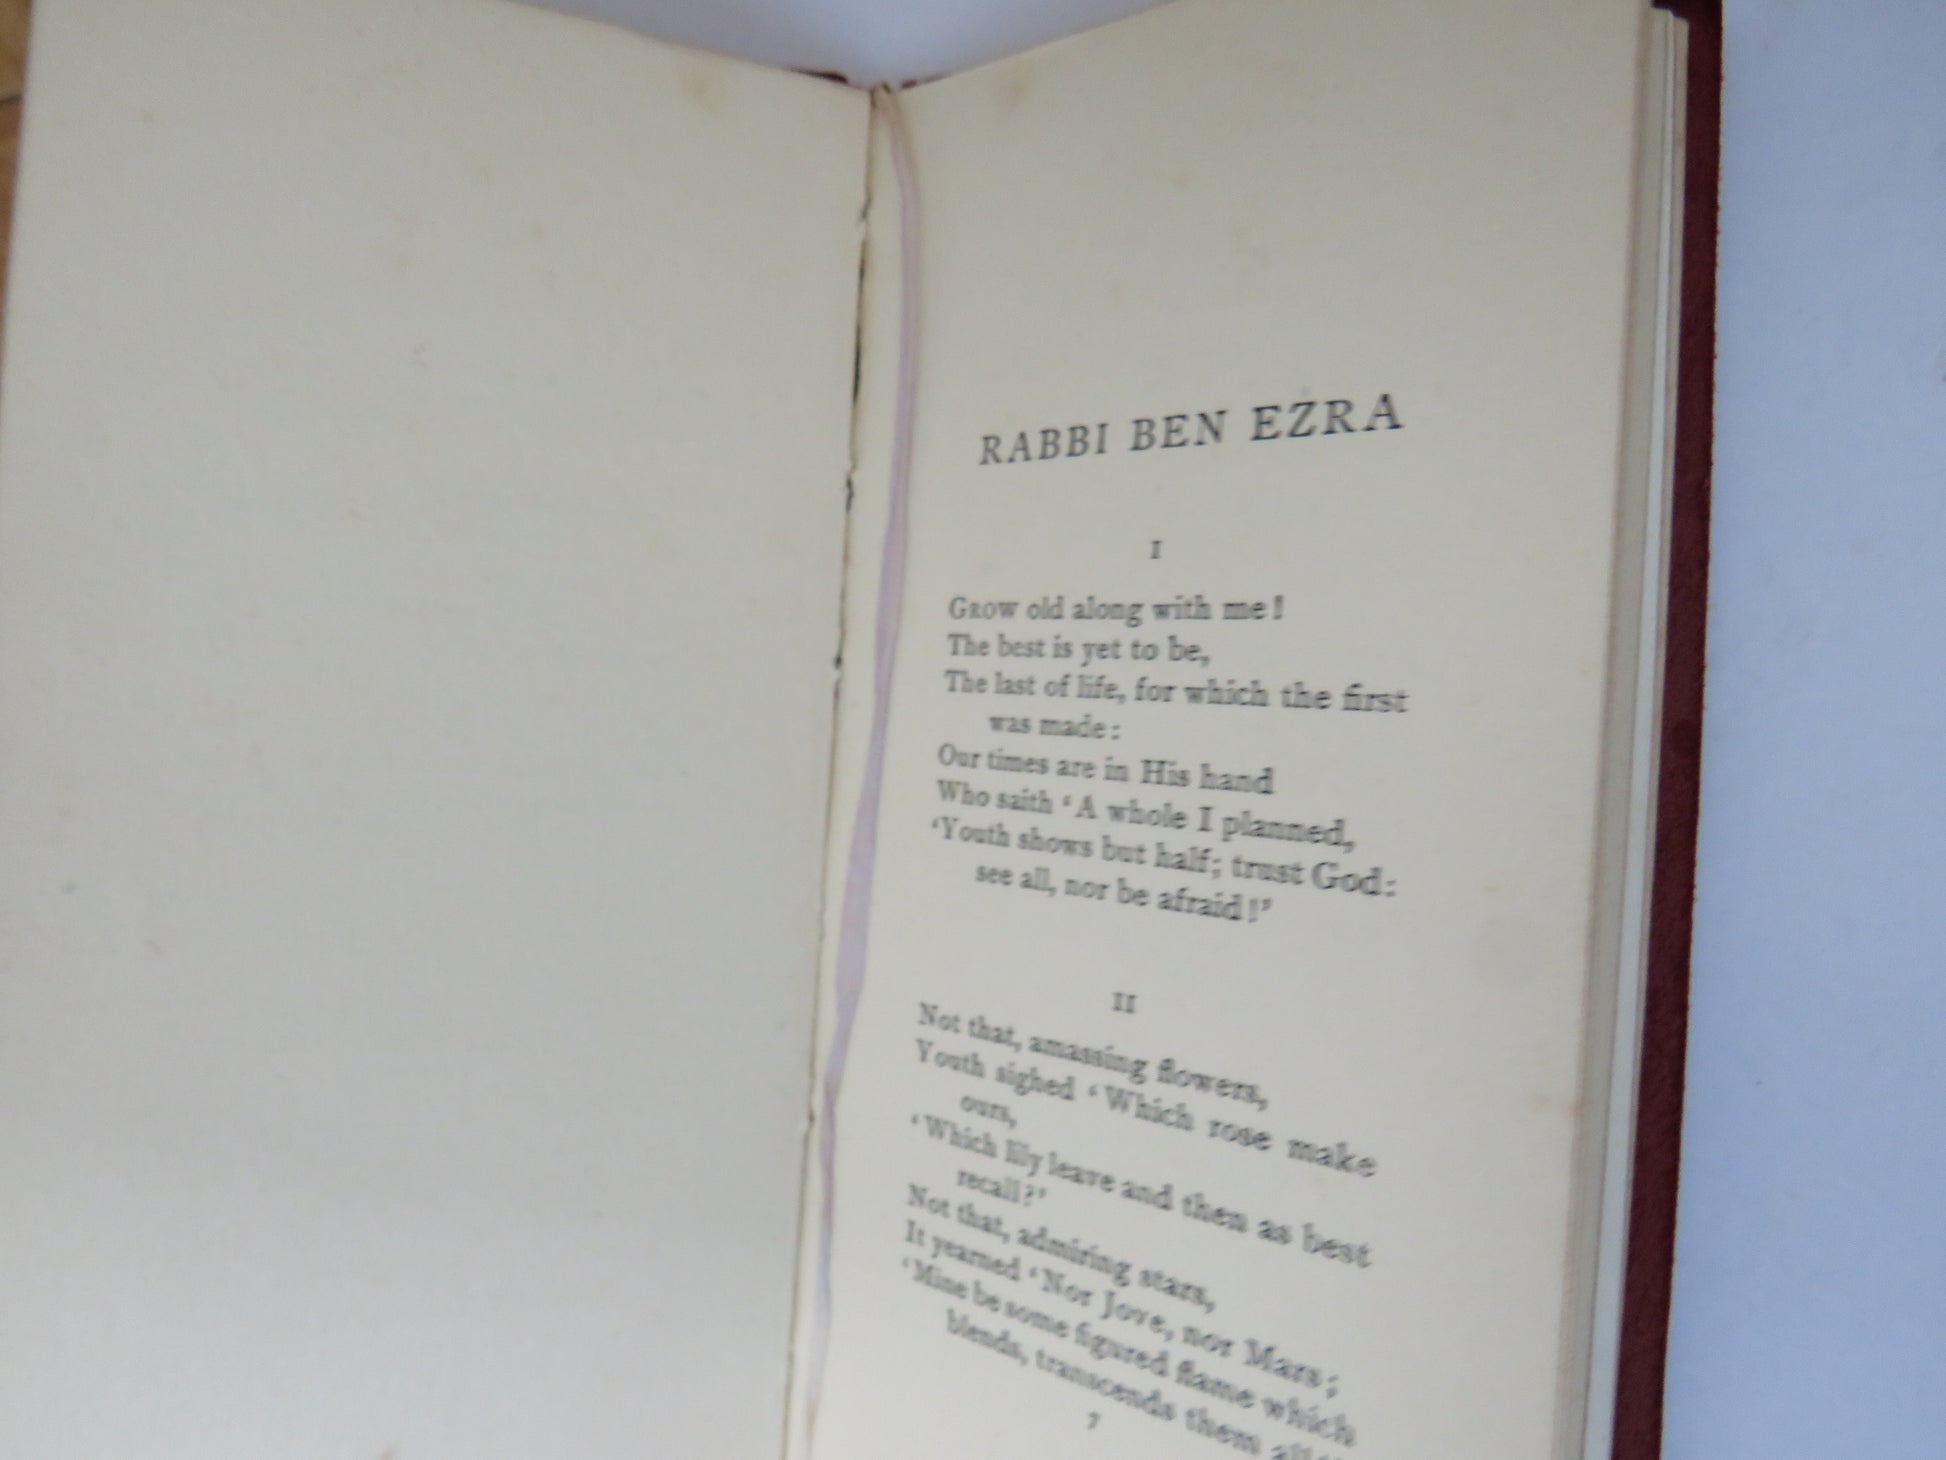 RABBI BEN EZRA
I
GROW old along with me!
The best is yet to be,
The last of life, for which the first
was made:
Our times are in His hand
Who saith ‘A whole I planned,
‘Youth shows but half; trust God:
see all, nor be afraid!’
II
Not that, amassing flowers,
Youth sighed ‘Which rose make
ours,
‘Which lily leave and then as best
recall?’
Not that, admiring stars,
It yearned ‘Nor Jove, nor Mars;
‘Mine be some figured flame which
blends, transcends them all!’
7